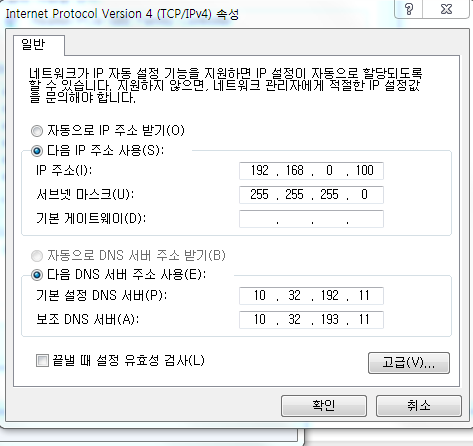 Internet Protocol Version 4 (TCP/IPv4) 속성
일반
네트워크가 IP 자동 설정 기능을 지원하면 IP 설정이 자동으로 할당되도록
할 수 있습니다. 지원하지 않으면, 네트워크 관리자에게 적절한 IP 설정값
을 문의해야 합니다.
자동으로 IP 주소 받기(O)
다음 IP 주소 사용(S):
IP 주소(I): 192 . 168 . 0 . 100
서브넷 마스크(U): 255 . 255 . 255 . 0
기본 게이트웨이(D): . . .
자동으로 DNS 서버 주소 받기(B)
다음 DNS 서버 주소 사용(E):
기본 설정 DNS 서버(P): 10 . 32 . 192 . 11
보조 DNS 서버(A): 10 . 32 . 193 . 11
끝낼 때 설정 유효성 검사(L)
고급(V)...
확인 취소